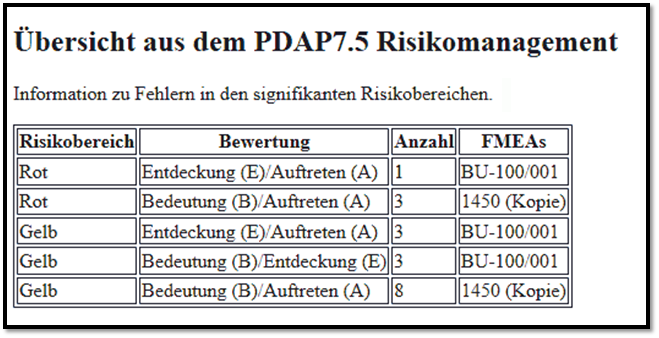 Übersicht aus dem PDAP7.5 Risikomanagement
Information zu Fehlern in den signifikanten Risikobereichen.
Risikobereich Bewertung Anzahl FMEAs
Rot Entdeckung (E)/Auftreten (A) 1 BU-100/001
Rot Bedeutung (B)/Auftreten (A) 3 1450 (Kopie)
Gelb Entdeckung (E)/Auftreten (A) 3 BU-100/001
Gelb Bedeutung (B)/Entdeckung (E) 3 BU-100/001
Gelb Bedeutung (B)/Auftreten (A) 8 1450 (Kopie)